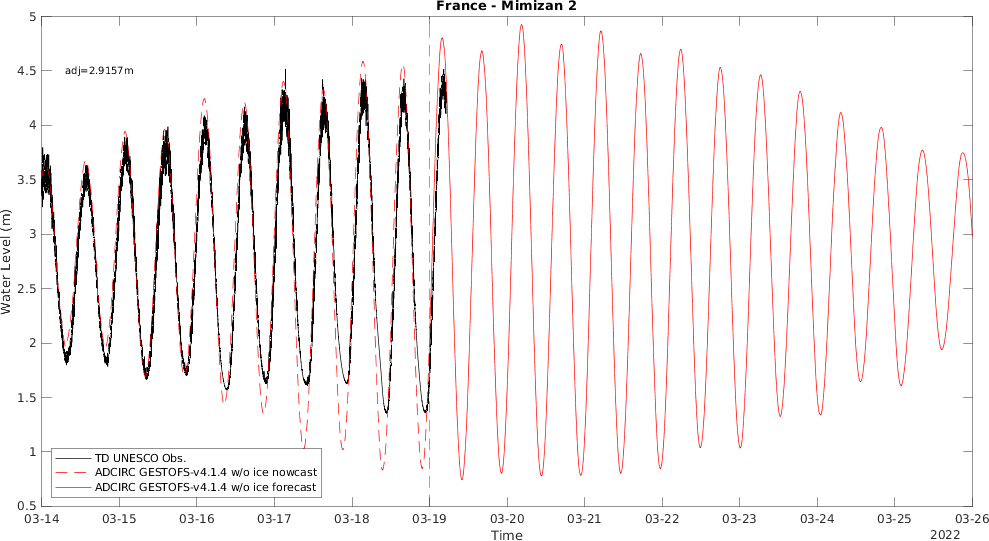 France - Mimizan 2
5
4.5
4
3.5
3
2.5
2
1.5
1
0.5
Water Level (m)
adj=2.9157m
TD UNESCO Obs.
ADCIRC GESTOFS-v4.1.4 w/o ice nowcast
ADCIRC GESTOFS-v4.1.4 w/o ice forecast
03-14 03-15 03-16 03-17 03-18 03-19 03-20 03-21 03-22 03-23 03-24 03-25 03-26
Time
2022